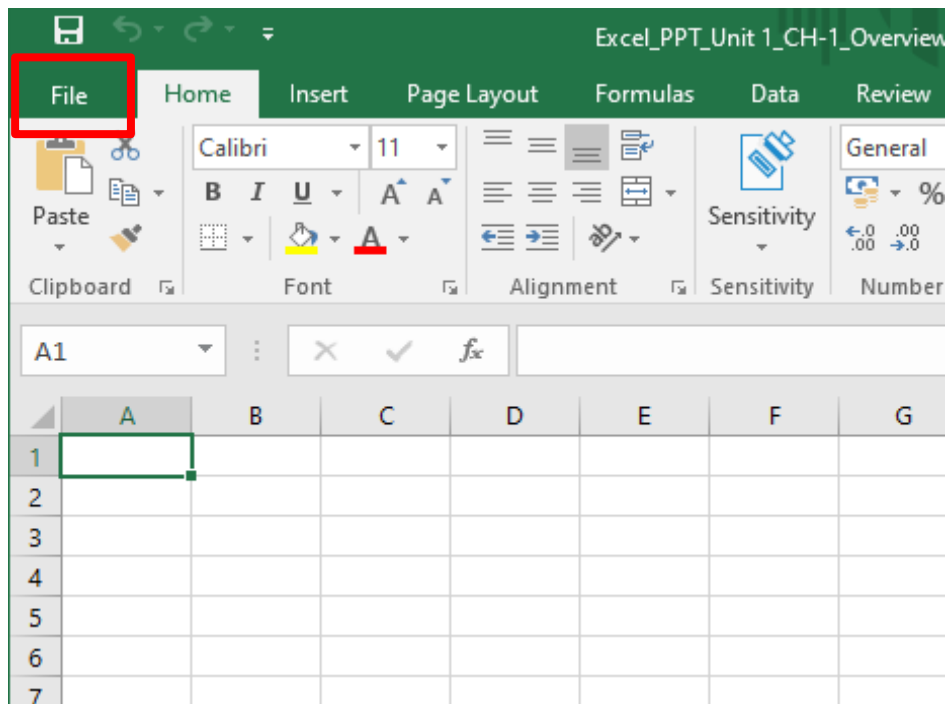 Excel_PPT_Unit 1_CH-1_Overview
File Home Insert Page Layout Formulas Data Review
Calibri 11 General
B I U A A %
Paste Sensitivity
A .0 .00 .00 .0
Clipboard Font Alignment Sensitivity Number
A1 fx
A B C D E F G
1
2
3
4
5
6
7